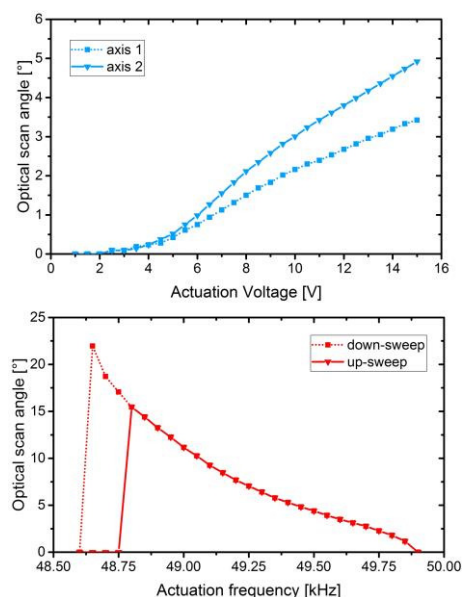 6
5
4
3
2
1
0
Optical scan angle [°]
axis 1
axis 2
0 2 4 6 8 10 12 14 16
Actuation Voltage [V]
25
20
15
10
5
0
Optical scan angle [°]
down-sweep
up-sweep
48.50 48.75 49.00 49.25 49.50 49.75 50.00
Actuation frequency [kHz]